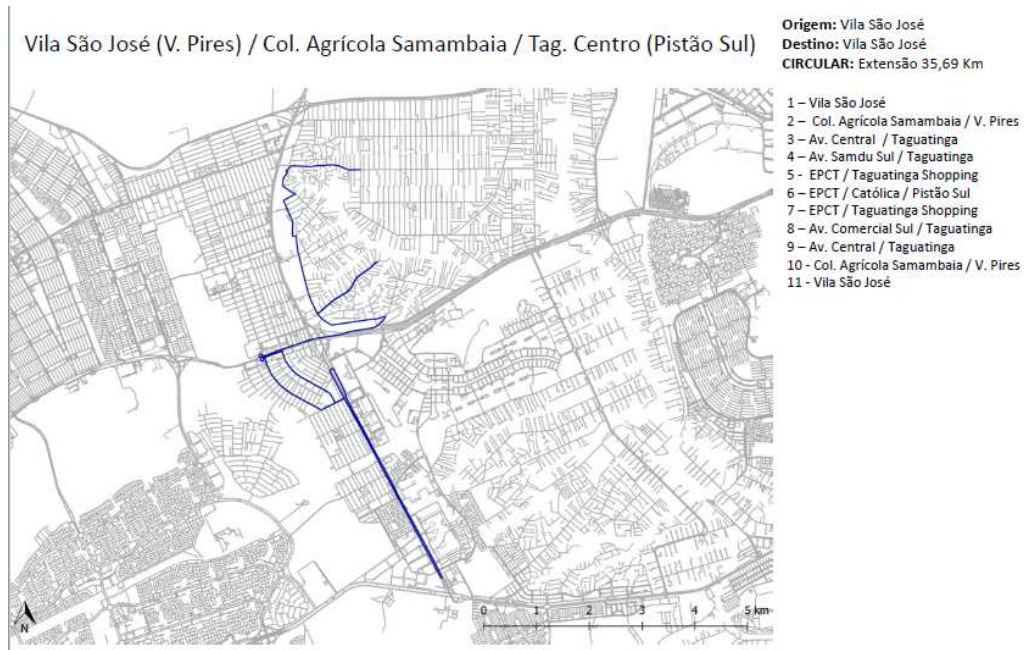 Vila São José (V. Pires) / Col. Agrícola Samambaia / Tag. Centro (Pistão Sul)
Origem: Vila São José
Destino: Vila São José
CIRCULAR: Extensão 35,69 Km
1 – Vila São José
2 – Col. Agrícola Samambaia / V. Pires
3 – Av. Central / Taguatinga
4 – Av. Samdu Sul / Taguatinga
5 - EPCT / Taguatinga Shopping
6 – EPCT / Católica / Pistão Sul
7 – EPCT / Taguatinga Shopping
8 – Av. Comercial Sul / Taguatinga
9 – Av. Central / Taguatinga
10 - Col. Agrícola Samambaia / V. Pires
11 - Vila São José
N
0 1 2 3 4 5 km